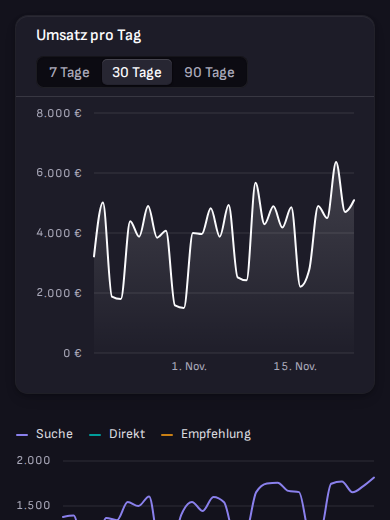 Umsatz pro Tag
7 Tage 30 Tage 90 Tage
8.000 €
6.000 €
4.000 €
2.000 €
0 €
1. Nov. 15. Nov.
Suche Direkt Empfehlung
2.000
1.500